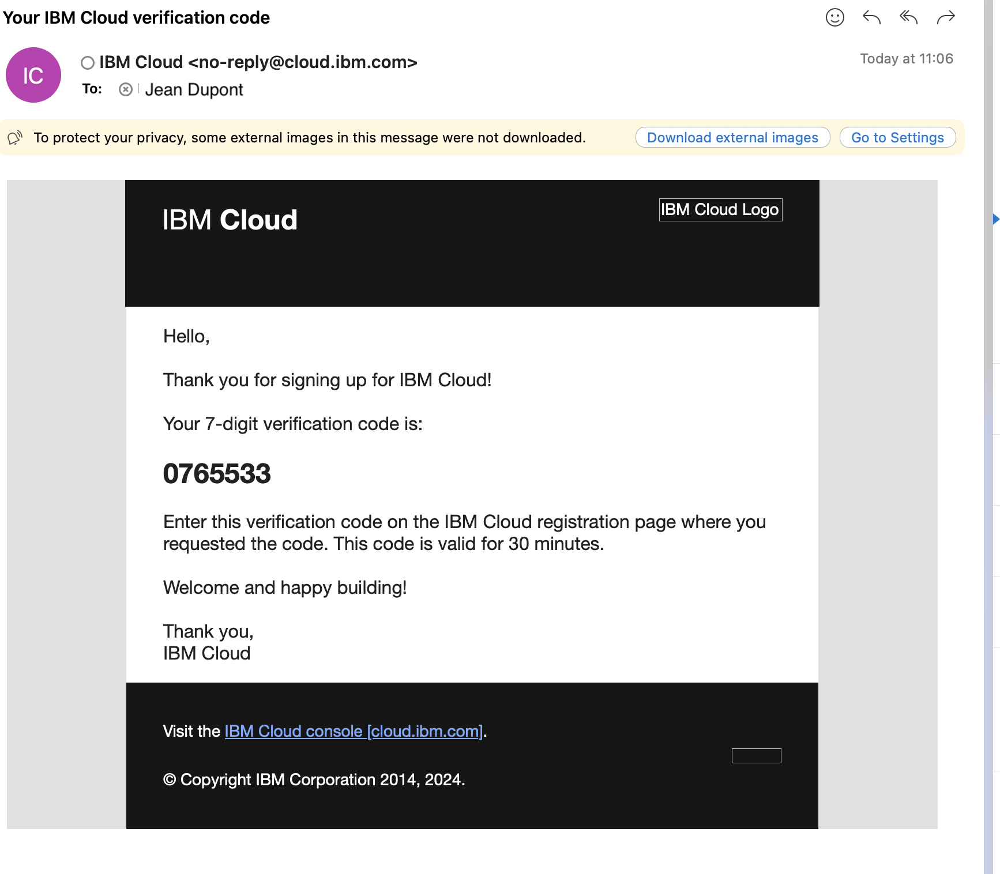 Your IBM Cloud verification code
IC
IBM Cloud <no-reply@cloud.ibm.com>
Today at 11:06
To: Jean Dupont
To protect your privacy, some external images in this message were not downloaded.
Download external images
Go to Settings
IBM Cloud
IBM Cloud Logo
Hello,
Thank you for signing up for IBM Cloud!
Your 7-digit verification code is:
0765533
Enter this verification code on the IBM Cloud registration page where you
requested the code. This code is valid for 30 minutes.
Welcome and happy building!
Thank you,
IBM Cloud
Visit the IBM Cloud console [cloud.ibm.com].
© Copyright IBM Corporation 2014, 2024.